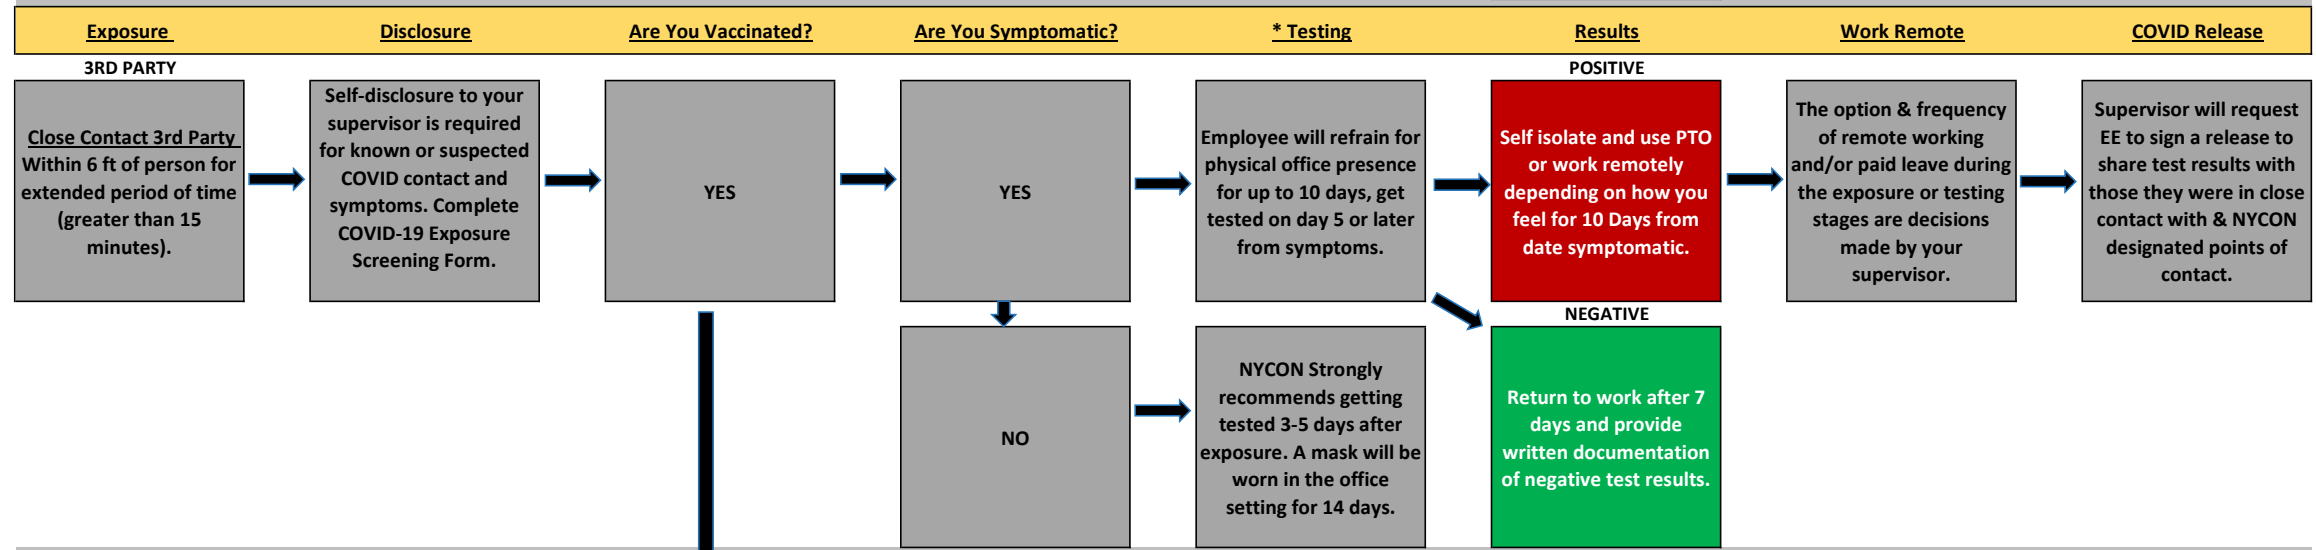 Exposure
Disclosure
Are You Vaccinated?
Are You Symptomatic?
* Testing
Results
Work Remote
COVID Release
3RD PARTY
Close Contact 3rd Party
Within 6 ft of person for
extended period of time
(greater than 15
minutes).
Self-disclosure to your
supervisor is required
for known or suspected
COVID contact and
symptoms. Complete
COVID-19 Exposure
Screening Form.
YES
YES
Employee will refrain for
physical office presence
for up to 10 days, get
tested on day 5 or later
from symptoms.
POSITIVE
Self isolate and use PTO
or work remotely
depending on how you
feel for 10 Days from
date symptomatic.
The option & frequency
of remote working
and/or paid leave during
the exposure or testing
stages are decisions
made by your
supervisor.
Supervisor will request
EE to sign a release to
share test results with
those they were in close
contact with & NYCON
designated points of
contact.
NO
NYCON Strongly
recommends getting
tested 3-5 days after
exposure. A mask will be
worn in the office
setting for 14 days.
NEGATIVE
Return to work after 7
days and provide
written documentation
of negative test results.